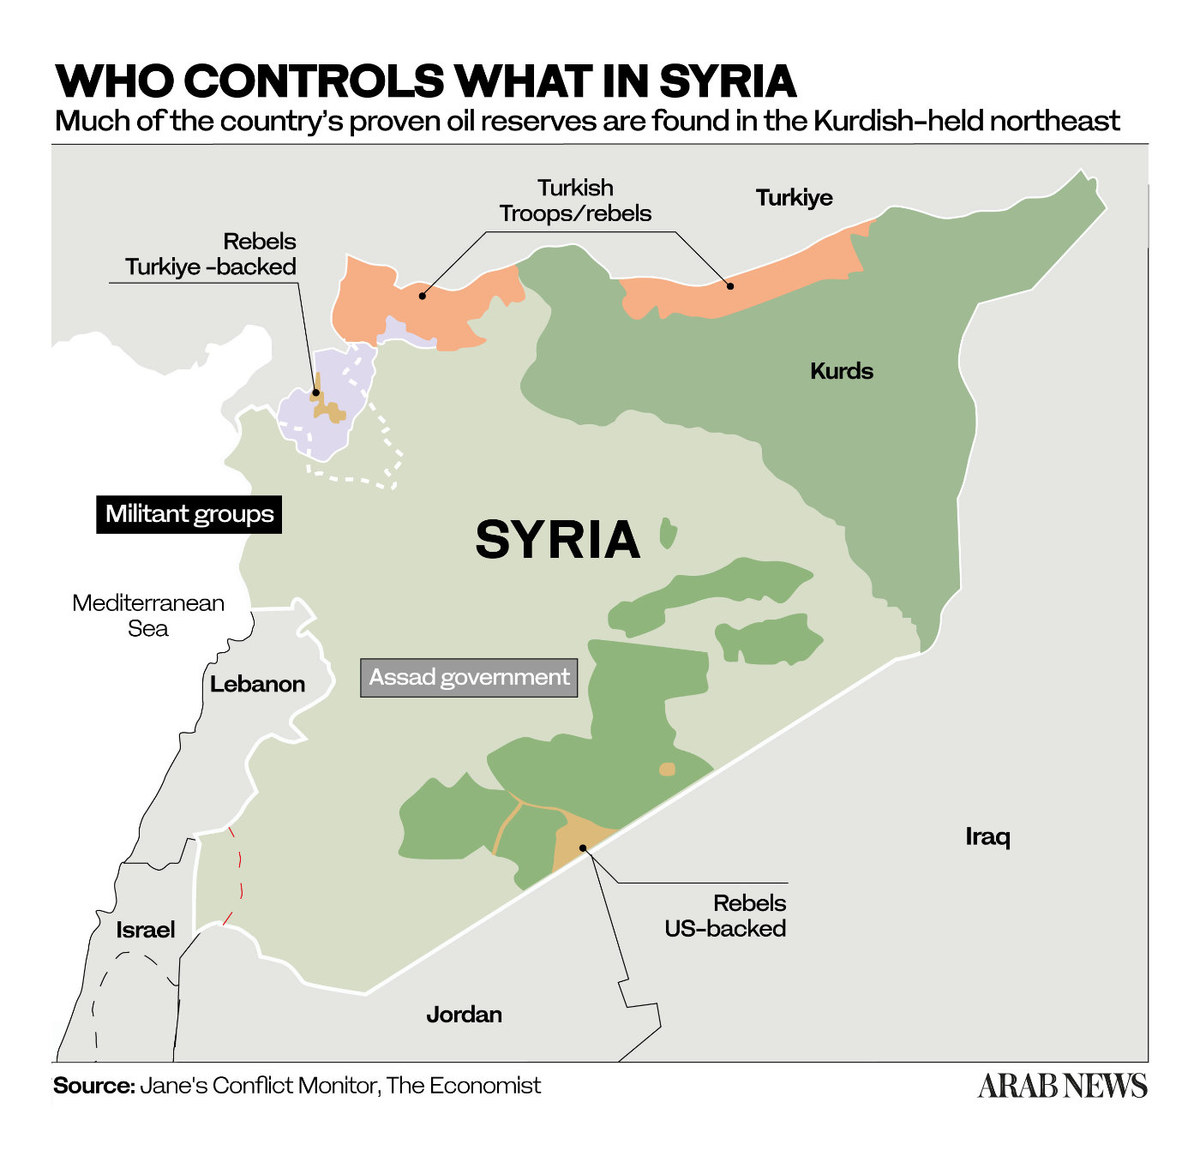 WHO CONTROLS WHAT IN SYRIA
Much of the country's proven oil reserves are found in the Kurdish-held northeast
Turkish
Troops/rebels
Turkiye
Rebels
Turkiye -backed
Kurds
Militant groups
SYRIA
Mediterranean
Sea
Lebanon
Assad government
Iraq
Rebels
US-backed
Israel
Jordan
Source: Jane's Conflict Monitor, The Economist
ARAB NEWS